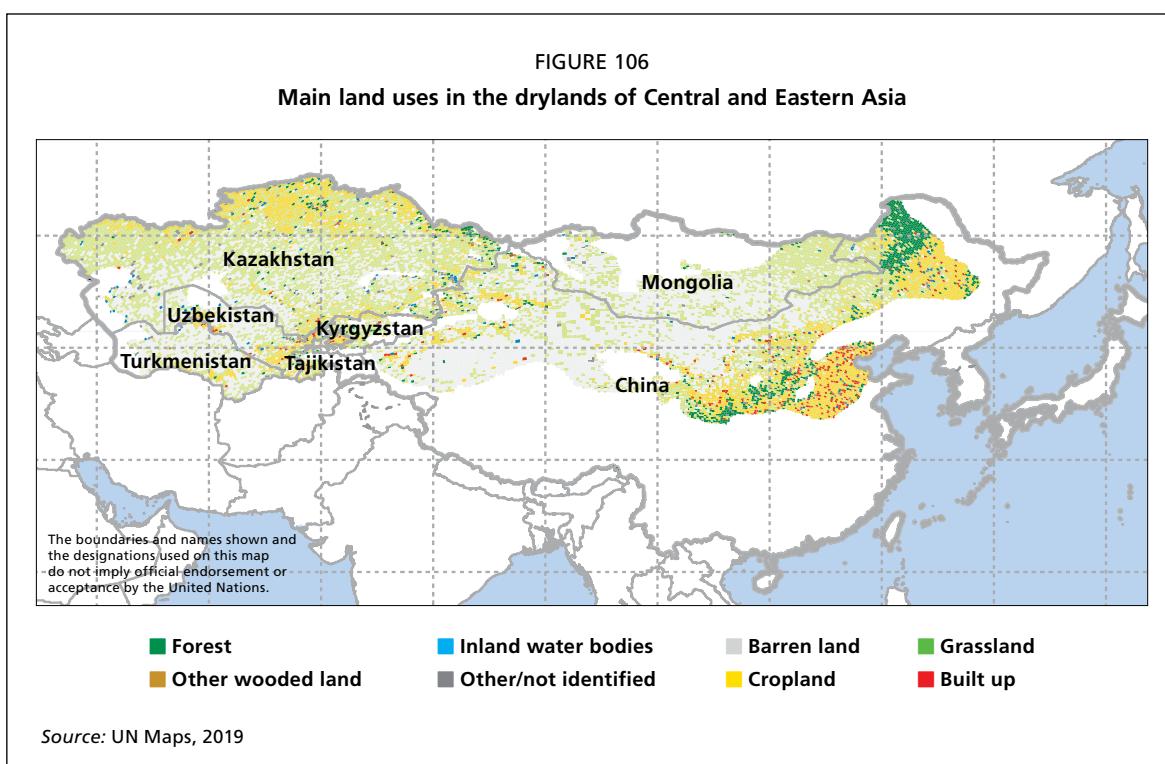 FIGURE 106
Main land uses in the drylands of Central and Eastern Asia
Kazakhstan
Mongolia
Uzbekistan
Kyrgyzstan
Turkmenistan
Tajikistan
China
The boundaries and names shown and
the designations used on this map
do not imply official endorsement or
acceptance by the United Nations.
Forest
Inland water bodies
Barren land
Grassland
Other wooded land
Other/not identified
Cropland
Built up
Source: UN Maps, 2019